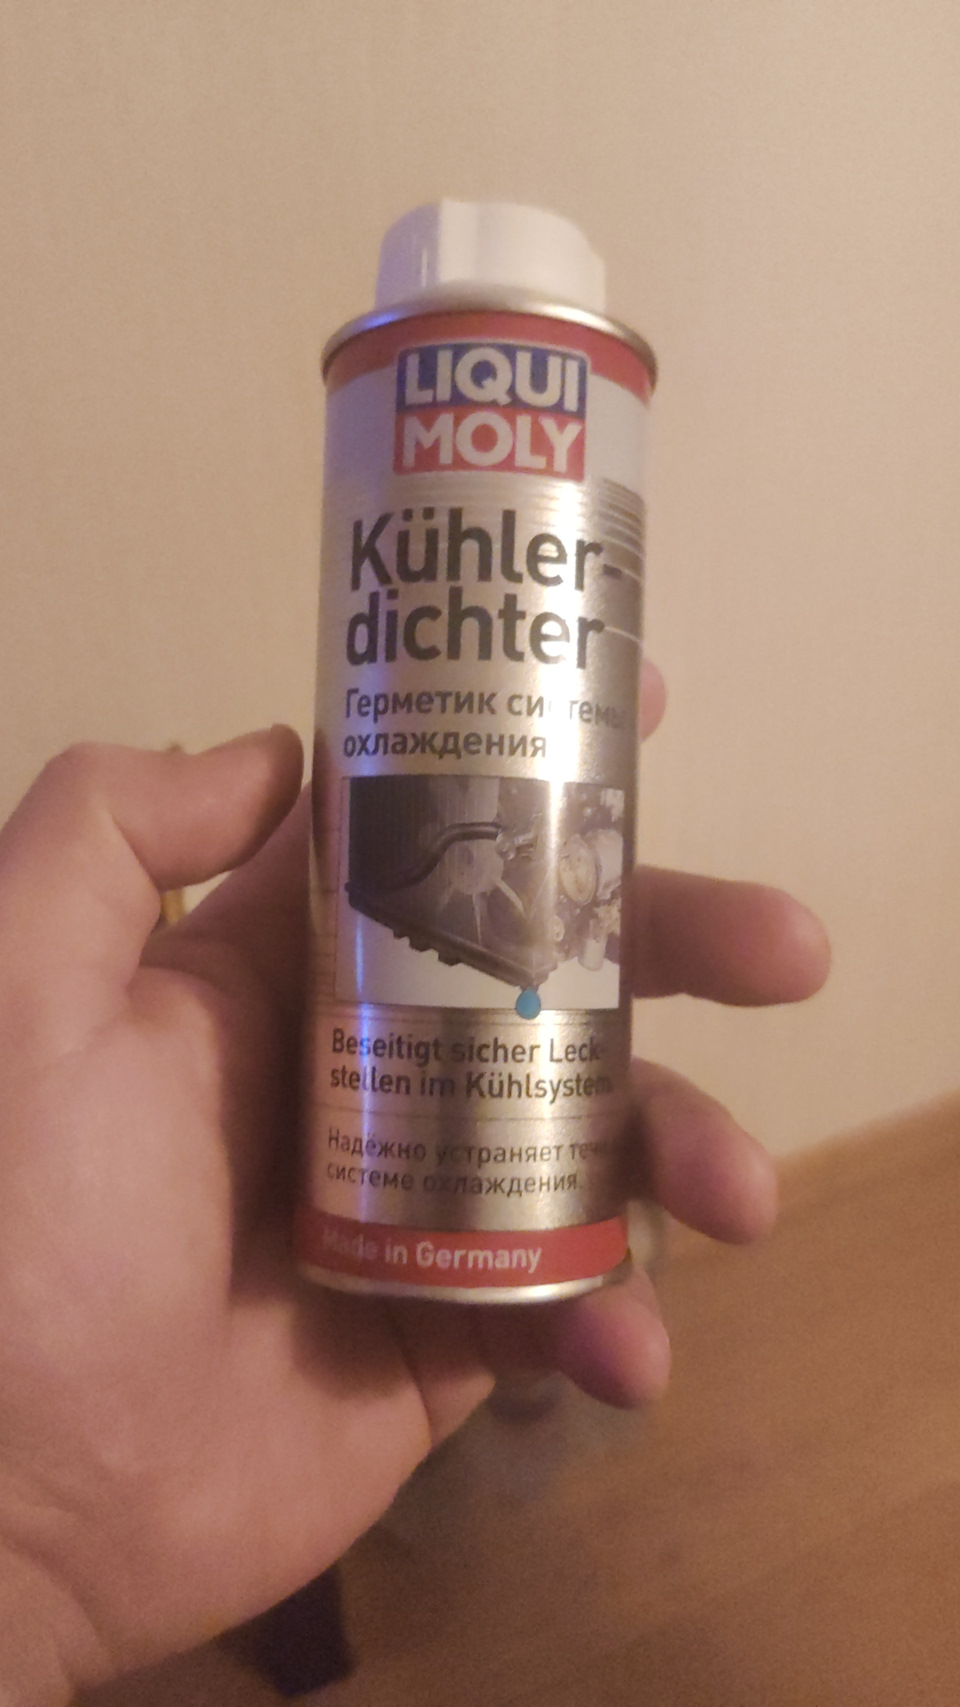 LIQUI
MOLY
Kühler-
dichter
Герметик системы
охлаждения
Beseitigt sicher Leck-
stellen im Kühlsystem
Надёжно устраняет
системе охлаждения.
Made in Germany